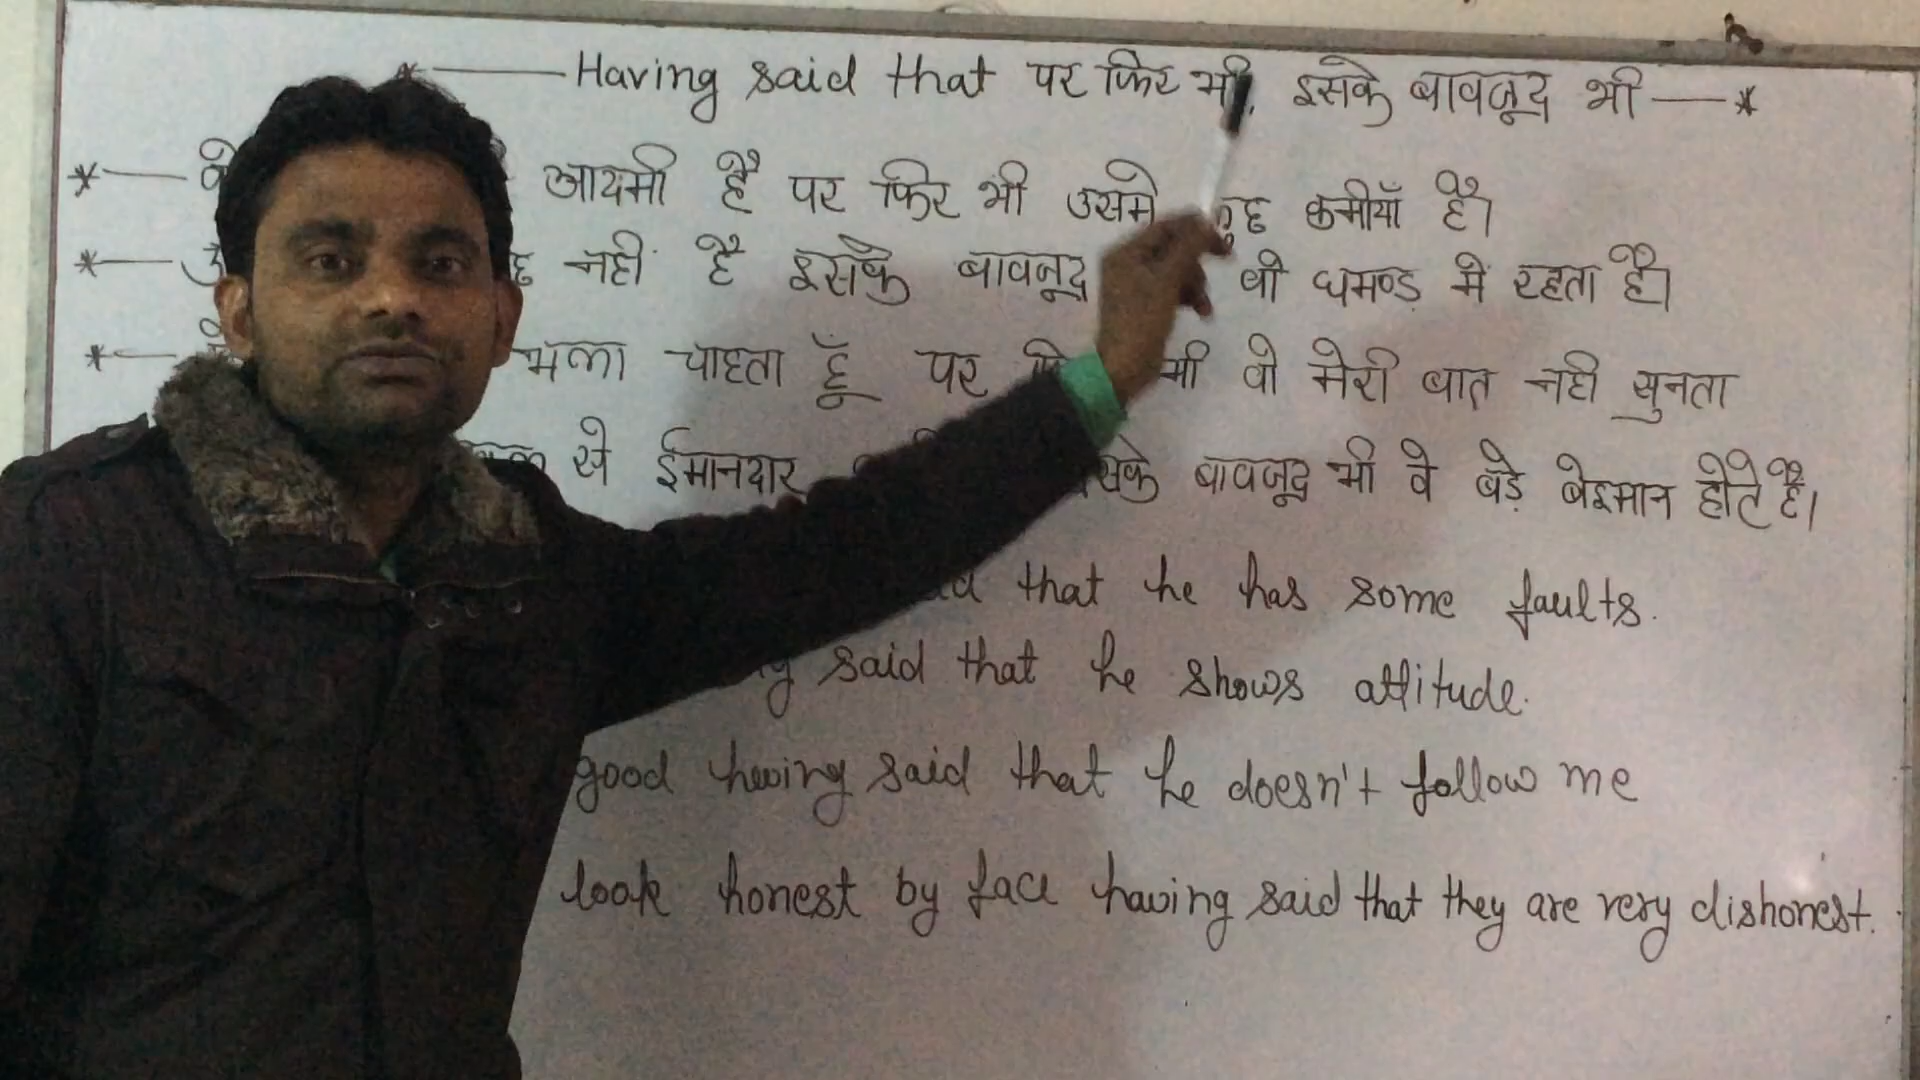 Having said that पर फिर भी, इसके बावजूद भी
आदमी है पर फिर भी उसमे कुछ कमीयाँ है।
नही है इसके बावजूद वो घमण्ड में रहता है।
भला चाहता हूँ पर भी वो मेरी बात नही सुनता
से ईमानदार बावजूद भी वे बड़े बेइमान होते है।
that he has some faults.
said that he shows attitude.
good having said that he doesn't follow me
look honest by face having said that they are very dishonest.